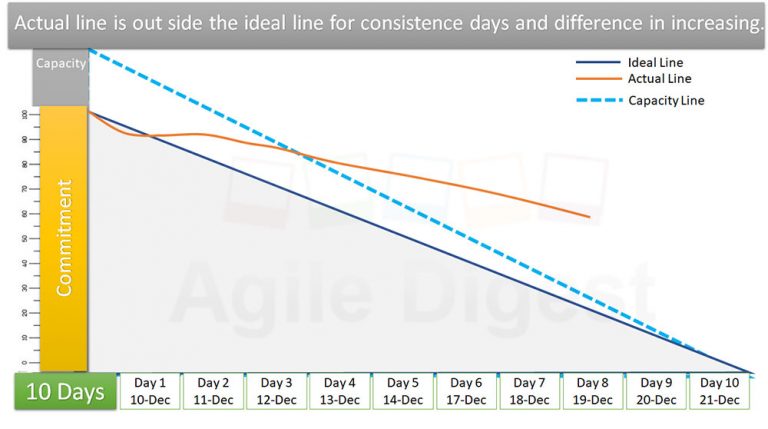 Actual line is out side the ideal line for consistence days and difference in increasing.
Capacity
Ideal Line
Actual Line
Capacity Line
100
90
80
70
60
50
40
30
20
10
0
Commitment
Agile Digest
10 Days
Day 1
10-Dec
Day 2
11-Dec
Day 3
12-Dec
Day 4
13-Dec
Day 5
14-Dec
Day 6
17-Dec
Day 7
18-Dec
Day 8
19-Dec
Day 9
20-Dec
Day 10
21-Dec